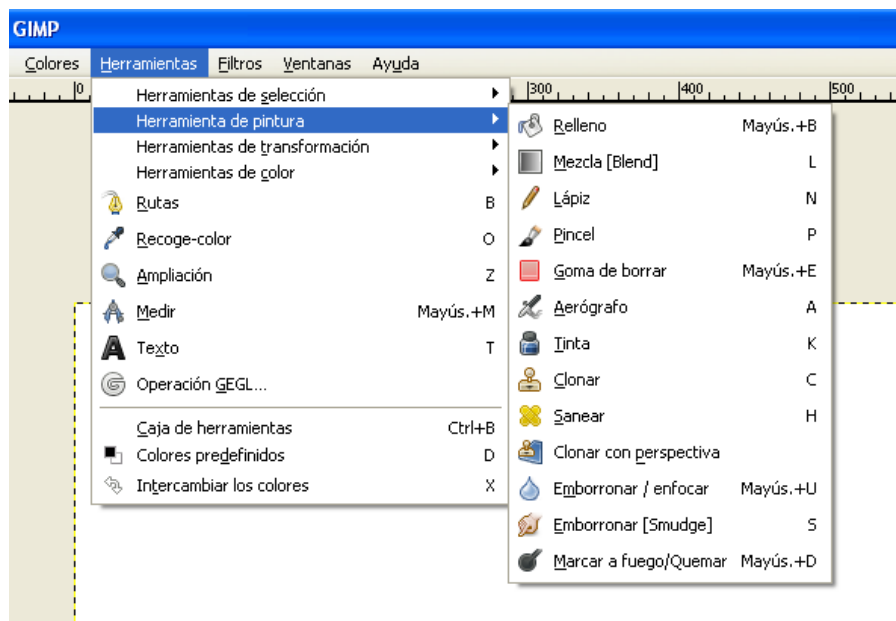 GIMP
Colores Herramientas Filtros Ventanas Ayuda
0 300 400 500
Herramientas de selección
Herramienta de pintura
Herramientas de transformación
Herramientas de color
Rutas B
Recoge-color O
Ampliación Z
Medir Mayús.+M
Texto T
Operación GEGL...
Caja de herramientas Ctrl+B
Colores predefinidos D
Intercambiar los colores X
Relleno Mayús.+B
Mezcla [Blend] L
Lápiz N
Pincel P
Goma de borrar Mayús.+E
Aerógrafo A
Tinta K
Clonar C
Sanear H
Clonar con perspectiva
Emborronar / enfocar Mayús.+U
Emborronar [Smudge] S
Marcar a fuego/Quemar Mayús.+D